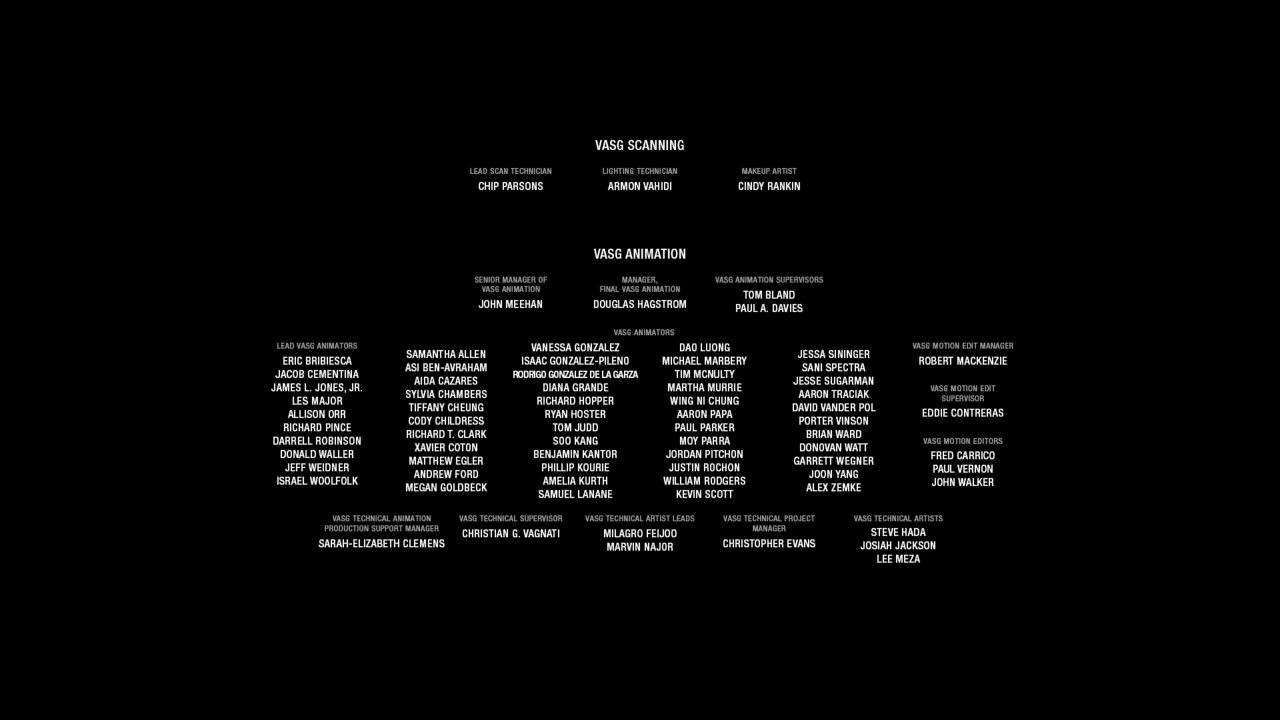 VASG SCANNING
LEAD SCAN TECHNICIAN
CHIP PARSONS
LIGHTING TECHNICIAN
ARMON VAHIDI
MAKEUP ARTIST
CINDY RANKIN
VASG ANIMATION
SENIOR MANAGER OF
VASG ANIMATION
JOHN MEEHAN
MANAGER,
FINAL VASG ANIMATION
DOUGLAS HAGSTROM
VASG ANIMATION SUPERVISORS
TOM BLAND
PAUL A. DAVIES
LEAD VASG ANIMATORS
ERIC BRIBIESCA
JACOB CEMENTINA
JAMES L. JONES, JR.
LES MAJOR
ALLISON ORR
RICHARD PINCE
DARRELL ROBINSON
DONALD WALLER
JEFF WEIDNER
ISRAEL WOOLFOLK
VASG ANIMATORS
SAMANTHA ALLEN
ASI BEN-AVRAHAM
AIDA CAZARES
SYLVIA CHAMBERS
TIFFANY CHEUNG
CODY CHILDRESS
RICHARD T. CLARK
XAVIER COTON
MATTHEW EGLER
ANDREW FORD
MEGAN GOLDBECK
VANESSA GONZALEZ
ISAAC GONZALEZ-PILENO
RODRIGO GONZALEZ DE LA GARZA
DIANA GRANDE
RICHARD HOPPER
RYAN HOSTER
TOM JUDD
SOO KANG
BENJAMIN KANTOR
PHILLIP KOURIE
AMELIA KURTH
SAMUEL LANANE
DAO LUONG
MICHAEL MARBERY
TIM MCNULTY
MARTHA MURRIE
WING NI CHUNG
AARON PAPA
PAUL PARKER
MOY PARRA
JORDAN PITCHON
JUSTIN ROCHON
WILLIAM RODGERS
KEVIN SCOTT
JESSA SININGER
SANI SPECTRA
JESSE SUGARMAN
AARON TRACIAK
DAVID VANDER POL
PORTER VINSON
BRIAN WARD
DONOVAN WATT
GARRETT WEGNER
JOON YANG
ALEX ZEMKE
VASG MOTION EDIT MANAGER
ROBERT MACKENZIE
VASG MOTION EDIT
SUPERVISOR
EDDIE CONTRERAS
VASG MOTION EDITORS
FRED CARRICO
PAUL VERNON
JOHN WALKER
VASG TECHNICAL ANIMATION
PRODUCTION SUPPORT MANAGER
SARAH-ELIZABETH CLEMENS
VASG TECHNICAL SUPERVISOR
CHRISTIAN G. VAGNATI
VASG TECHNICAL ARTIST LEADS
MILAGRO FEIJOO
MARVIN NAJOR
VASG TECHNICAL PROJECT
MANAGER
CHRISTOPHER EVANS
VASG TECHNICAL ARTISTS
STEVE HADA
JOSIAH JACKSON
LEE MEZA